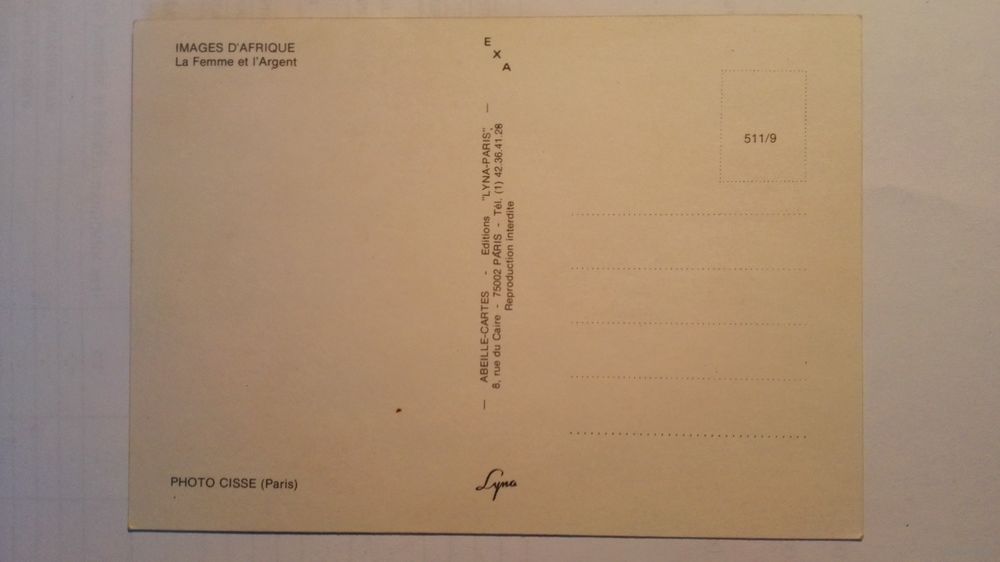 IMAGES D'AFRIQUE
La Femme et l'Argent
E
X
A
— ABEILLE-CARTES - Editions "LYNA-PARIS", —
8, rue du Caire - 75002 PARIS - Tél. (1) 42.36.41.28
Reproduction interdite
511/9
PHOTO CISSE (Paris)
Lyna